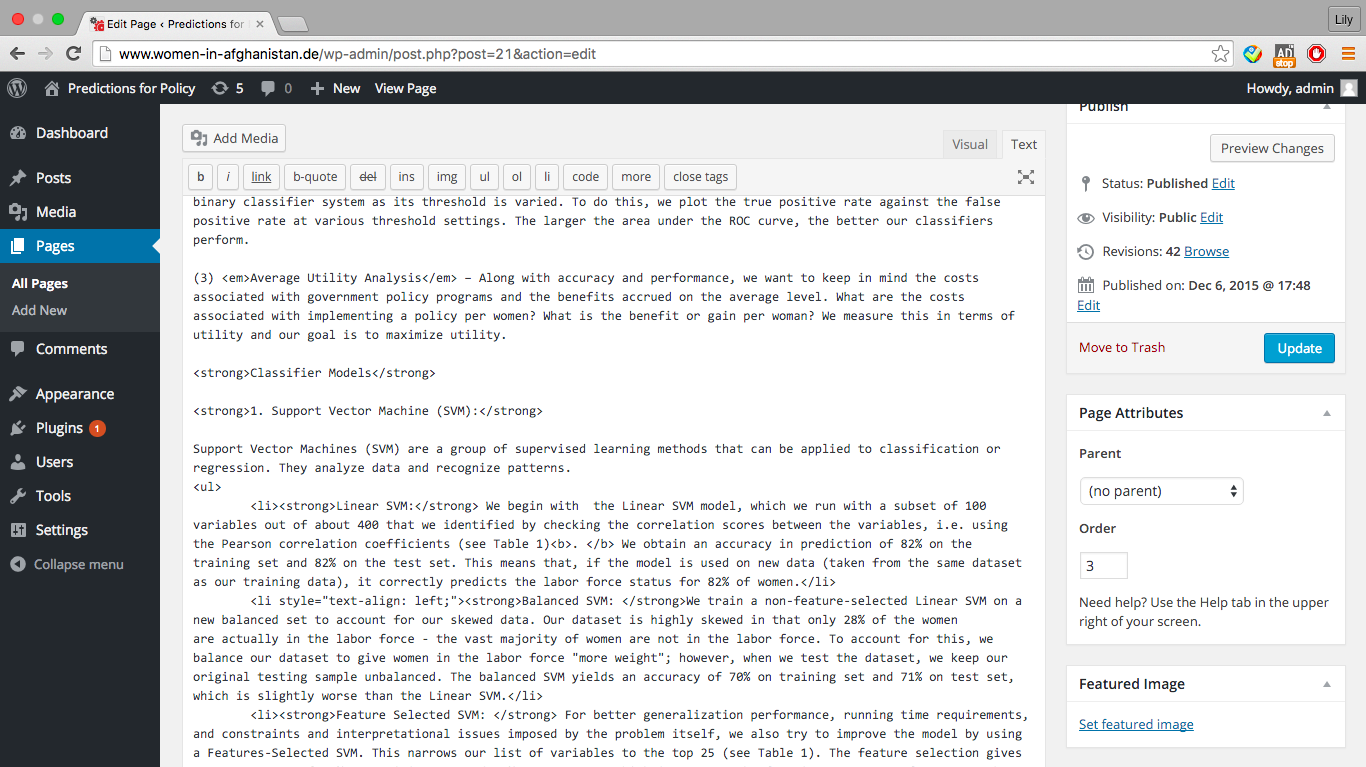 Edit Page ‹ Predictions for
Lily
www.women-in-afghanistan.de/wp-admin/post.php?post=21&action=edit
AD
stop
Predictions for Policy 5 0 + New View Page Howdy, admin
Dashboard
Posts
Media
Pages
All Pages
Add New
Comments
Appearance
Plugins 1
Users
Tools
Settings
Collapse menu
Add Media
Visual Text
b i link b-quote del ins img ul ol li code more close tags
binary classifier system as its threshold is varied. To do this, we plot the true positive rate against the false
positive rate at various threshold settings. The larger the area under the ROC curve, the better our classifiers
perform.
(3) <em>Average Utility Analysis</em> – Along with accuracy and performance, we want to keep in mind the costs
associated with government policy programs and the benefits accrued on the average level. What are the costs
associated with implementing a policy per women? What is the benefit or gain per woman? We measure this in terms of
utility and our goal is to maximize utility.
<strong>Classifier Models</strong>
<strong>1. Support Vector Machine (SVM):</strong>
Support Vector Machines (SVM) are a group of supervised learning methods that can be applied to classification or
regression. They analyze data and recognize patterns.
<ul>
<li><strong>Linear SVM:</strong> We begin with  the Linear SVM model, which we run with a subset of 100
variables out of about 400 that we identified by checking the correlation scores between the variables, i.e. using
the Pearson correlation coefficients (see Table 1)<b>. </b> We obtain an accuracy in prediction of 82% on the
training set and 82% on the test set. This means that, if the model is used on new data (taken from the same dataset
as our training data), it correctly predicts the labor force status for 82% of women.</li>
<li style="text-align: left;"><strong>Balanced SVM: </strong>We train a non-feature-selected Linear SVM on a
new balanced set to account for our skewed data. Our dataset is highly skewed in that only 28% of the women
are actually in the labor force - the vast majority of women are not in the labor force. To account for this, we
balance our dataset to give women in the labor force "more weight"; however, when we test the dataset, we keep our
original testing sample unbalanced. The balanced SVM yields an accuracy of 70% on training set and 71% on test set,
which is slightly worse than the Linear SVM.</li>
<li><strong>Feature Selected SVM: </strong> For better generalization performance, running time requirements,
and constraints and interpretational issues imposed by the problem itself, we also try to improve the model by using
a Features-Selected SVM. This narrows our list of variables to the top 25 (see Table 1). The feature selection gives
Publish
Preview Changes
Status: Published Edit
Visibility: Public Edit
Revisions: 42 Browse
Published on: Dec 6, 2015 @ 17:48
Edit
Move to Trash Update
Page Attributes
Parent
(no parent)
Order
3
Need help? Use the Help tab in the upper
right of your screen.
Featured Image
Set featured image